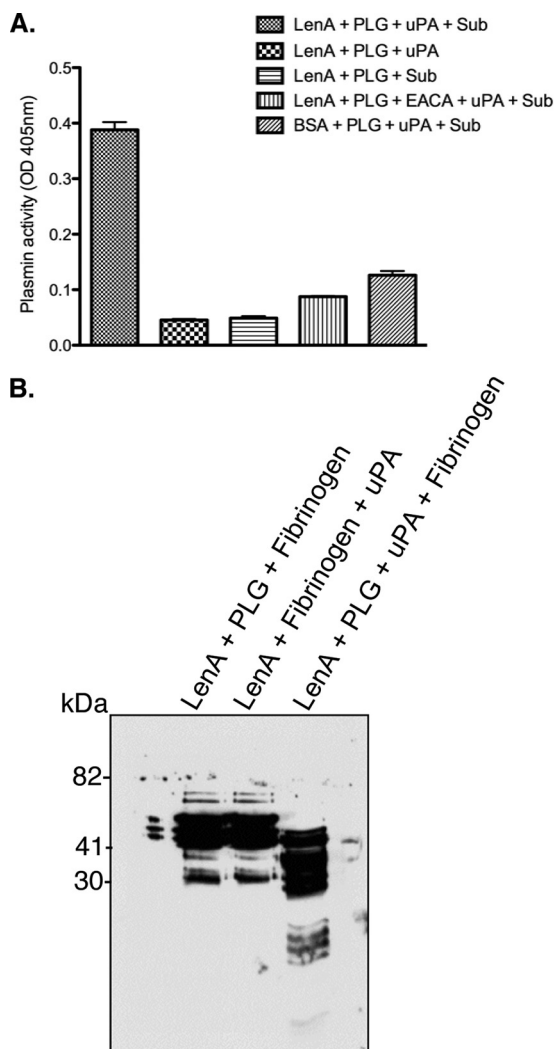 A.
LenA + PLG + uPA + Sub
LenA + PLG + uPA
LenA + PLG + Sub
LenA + PLG + EACA + uPA + Sub
BSA + PLG + uPA + Sub
Plasmin activity (OD 405nm)
0.5
0.4
0.3
0.2
0.1
0.0
B.
LenA + PLG + Fibrinogen
LenA + Fibrinogen + uPA
LenA + PLG + uPA + Fibrinogen
kDa
82
41
30